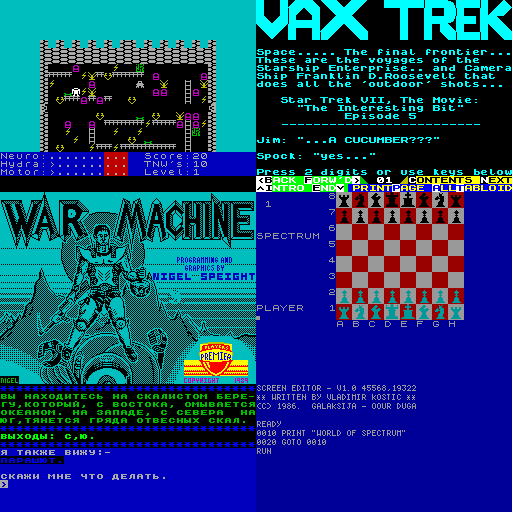 Neuro:>....... Score:20
Hydra:>....... TNW's:10
Motor:>....... Level:1
VAX TREK
Space..... The final frontier...
These are the voyages of the
Starship Enterprise.. and Camera
Ship Franklin D.Roosevelt that
does all the 'outdoor' shots...
Star Trek VII, The Movie:
"The Interesting Bit"
Episode 5
Jim: "...A CUCUMBER???"
Spock: "yes..."
Press 2 digits or use keys below
<BACK FORW'D> 01 CONTENTS NEXT
INTRO END PRINTPAGE ALLTABLOID
WAR MACHINE
PROGRAMMING AND
GRAPHICS BY
NIGEL SPEIGHT
PREMIER
NIGEL
COPYRIGHT 1989
1
SPECTRUM
PLAYER
8
7
6
5
4
3
2
1
A B C D E F G H
ВЫ НАХОДИТЕСЬ НА СКАЛИСТОМ БЕРЕ-
ГУ,КОТОРЫЙ, С ВОСТОКА, ОМЫВАЕТСЯ
ОКЕАНОМ. НА ЗАПАДЕ, С СЕВЕРА НА
ЮГ,ТЯНЕТСЯ ГРЯДА ОТВЕСНЫХ СКАЛ.
ВЫХОДЫ: С,Ю.
Я ТАКЖЕ ВИЖУ:-
СКАЖИ МНЕ ЧТО ДЕЛАТЬ.
>
SCREEN EDITOR - V1.0 45568,19322
** WRITTEN BY VLADIMIR KOSTIC **
(C) 1986. GALAKSIJA - OOUR DUGA
READY
0010 PRINT "WORLD OF SPECTRUM"
0020 GOTO 0010
RUN